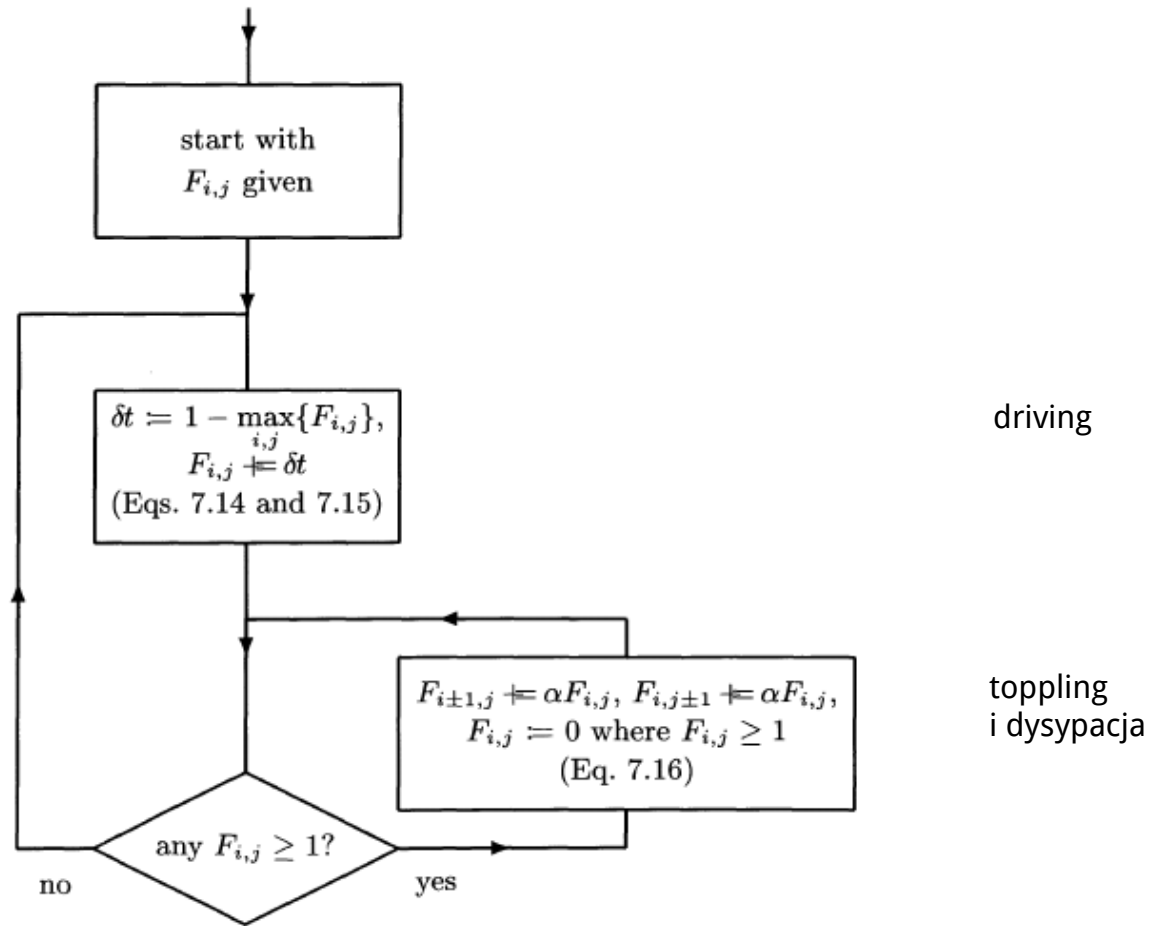 start with
F_{i,j} given
δt := 1 − max{F_{i,j}},
i,j
F_{i,j} += δt
(Eqs. 7.14 and 7.15)
driving
F_{i±1,j} += αF_{i,j}, F_{i,j±1} += αF_{i,j},
F_{i,j} := 0 where F_{i,j} ≥ 1
(Eq. 7.16)
toppling
i dysypacja
any F_{i,j} ≥ 1?
no
yes